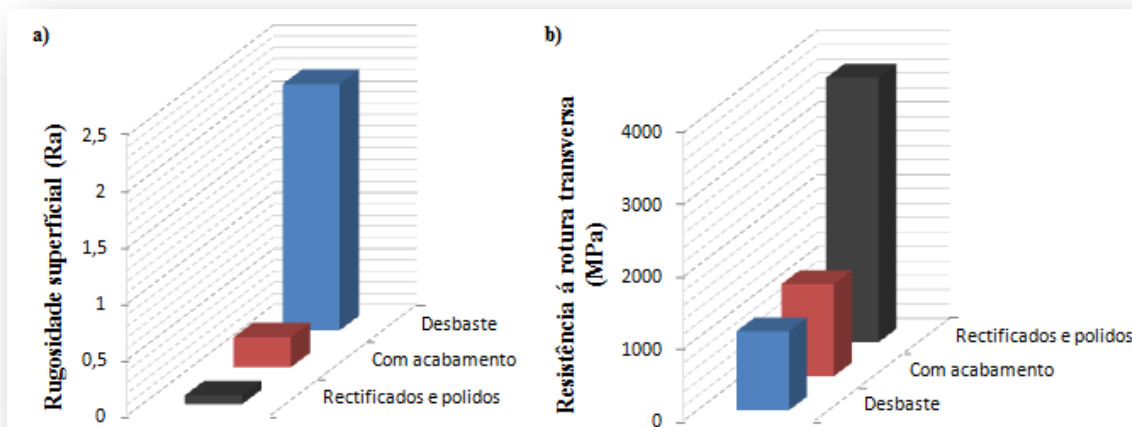 a)
Rugosidade superfícial (Ra)
2,5
2
1,5
1
0,5
0
Desbaste
Com acabamento
Rectificados e polidos
b)
Resistência á rotura transversa
(MPa)
4000
3000
2000
1000
0
Rectificados e polidos
Com acabamento
Desbaste